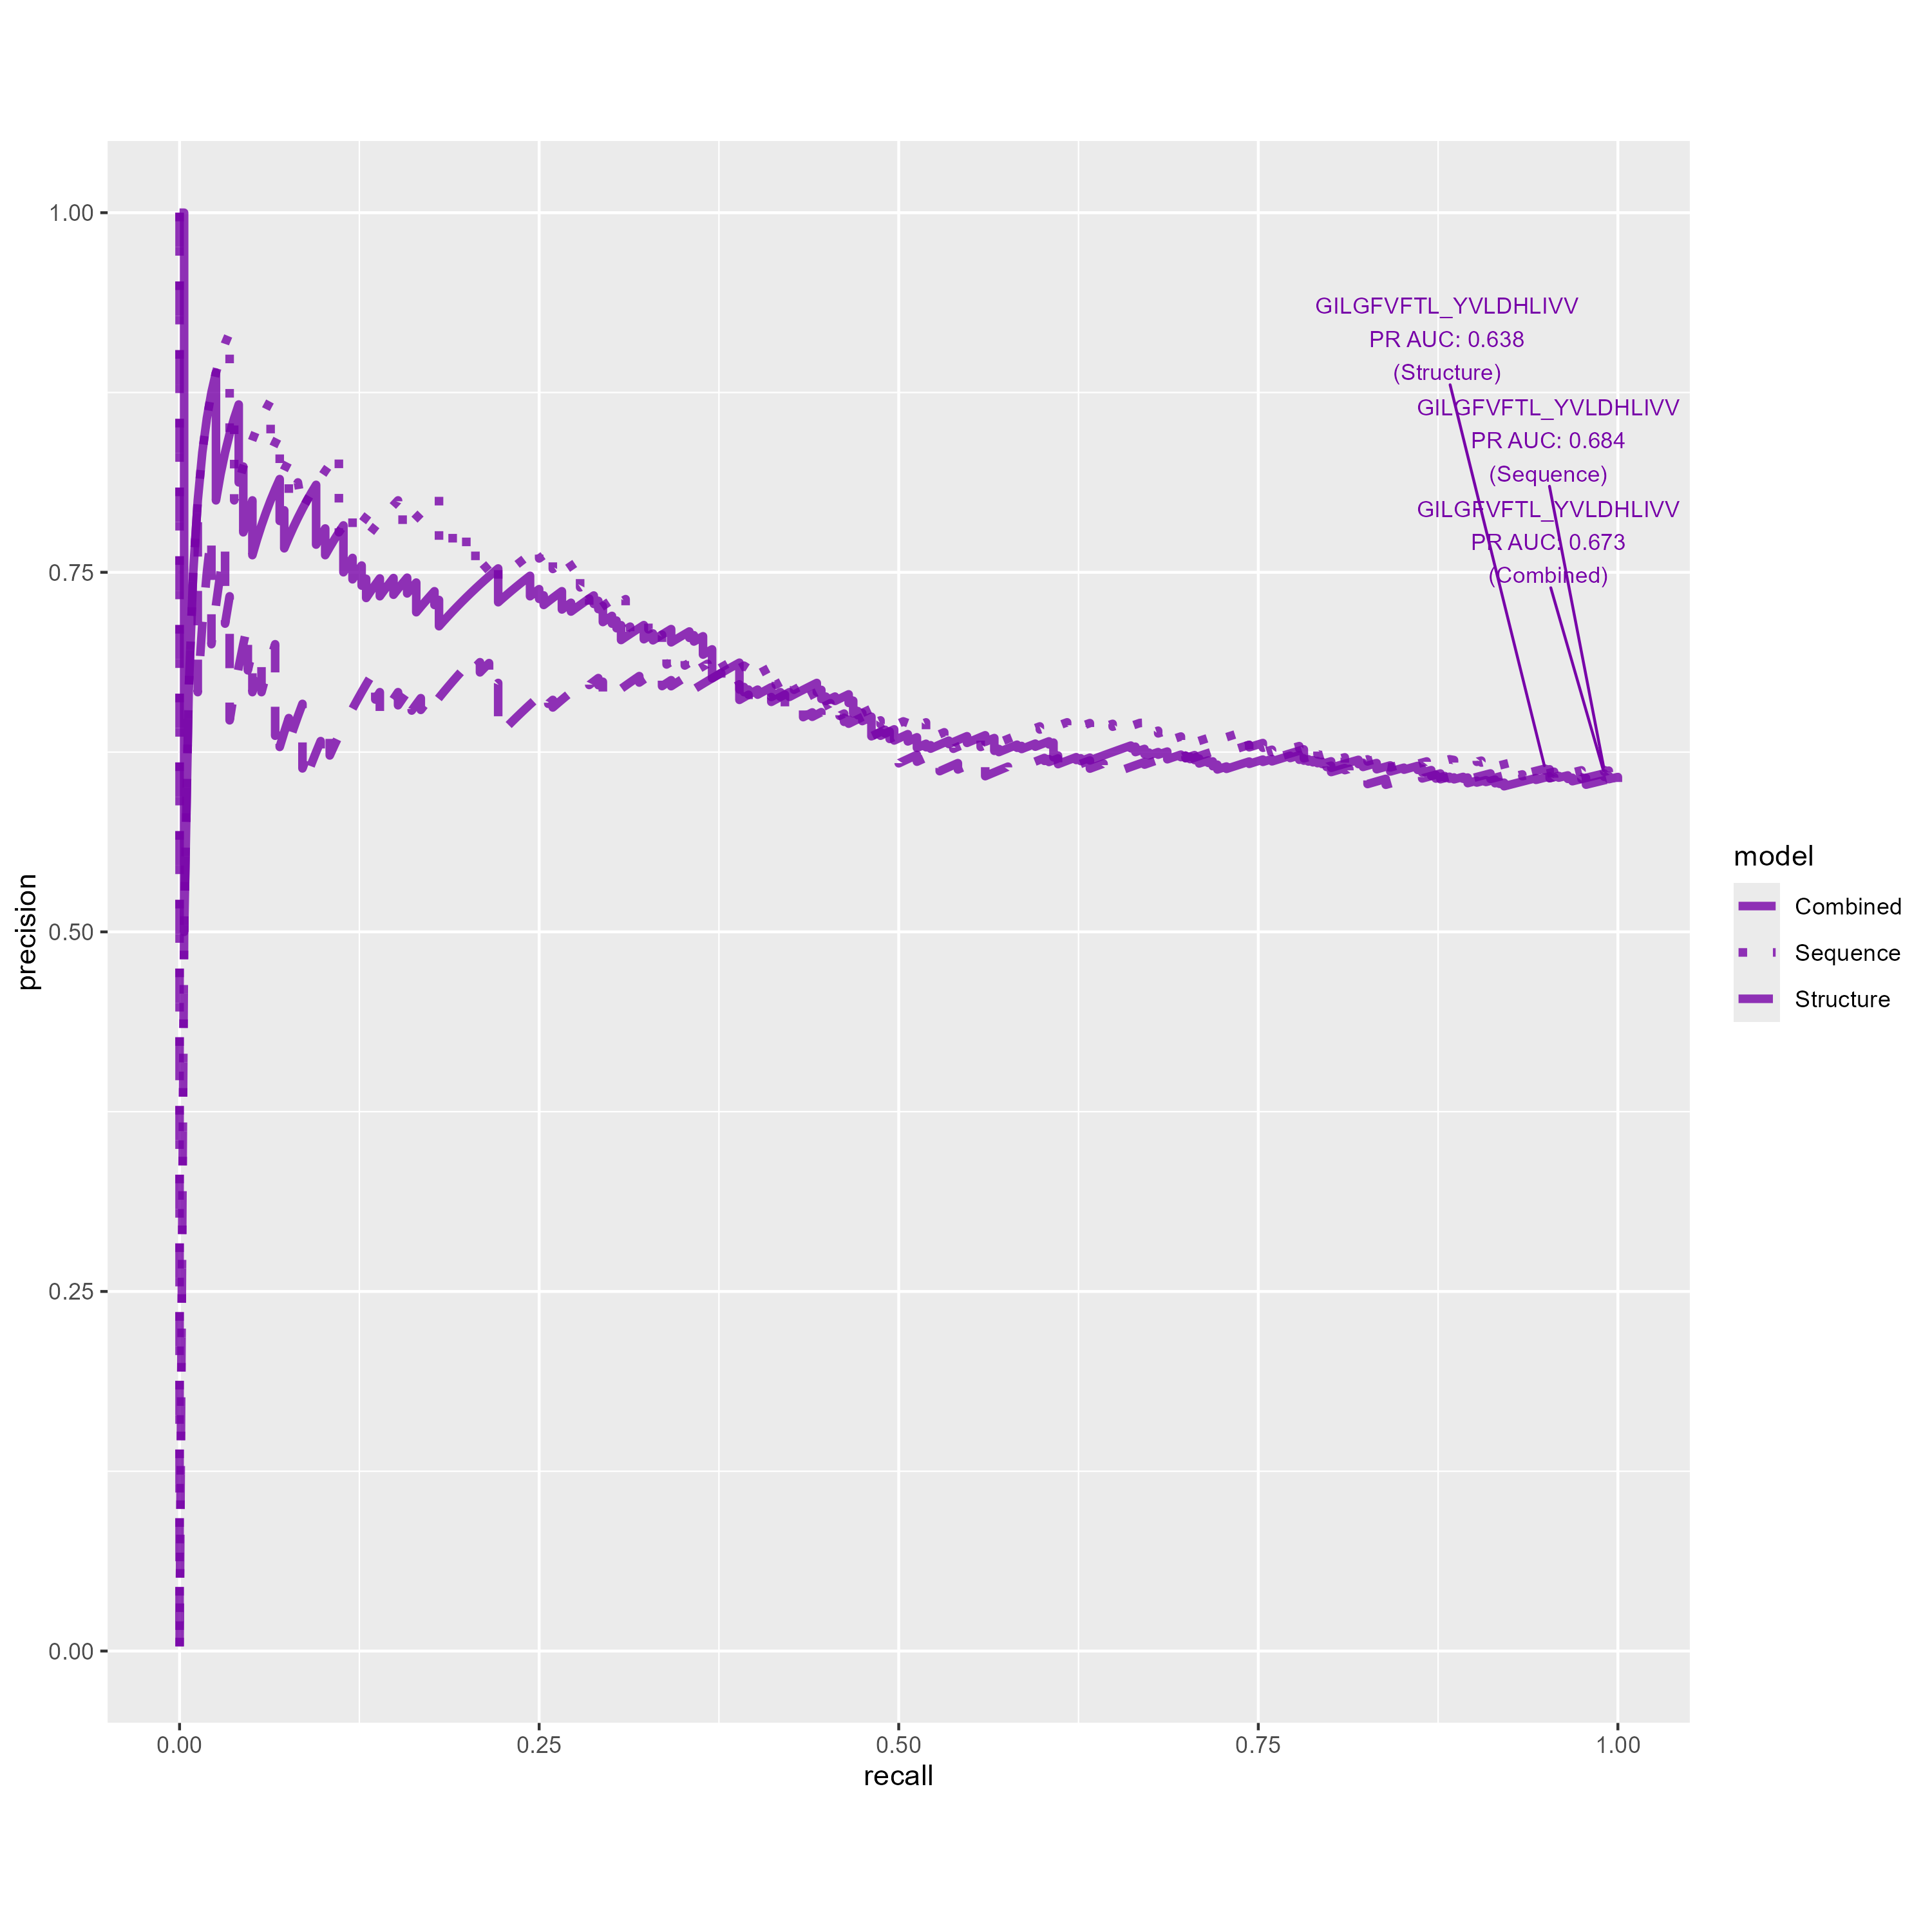 1.00
0.75
0.50
0.25
0.00
precision
0.00
0.25
0.50
0.75
1.00
recall
GILGFVFTL_YVLDHLIVV
PR AUC: 0.638
(Structure)
GILGFVFTL_YVLDHLIVV
PR AUC: 0.684
(Sequence)
GILGFVFTL_YVLDHLIVV
PR AUC: 0.673
(Combined)
model
Combined
Sequence
Structure